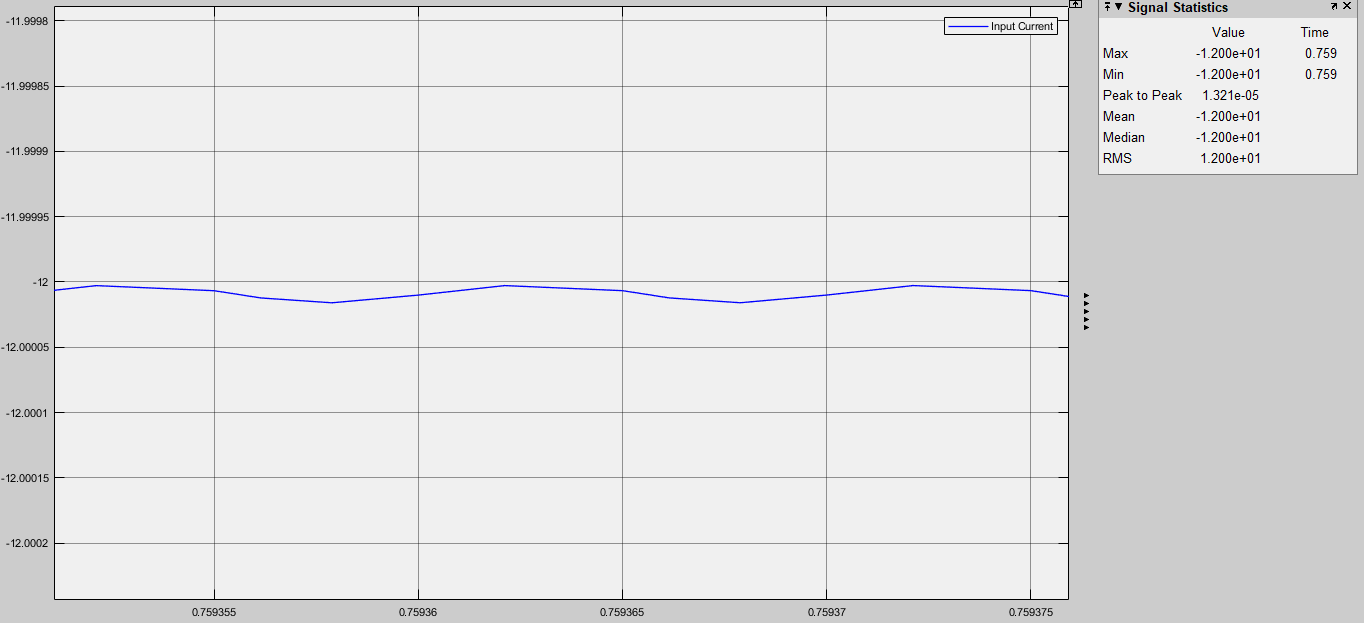 -11.9998
-11.99985
-11.9999
-11.99995
-12
-12.00005
-12.0001
-12.00015
-12.0002
0.759355 0.75936 0.759365 0.75937 0.759375
Input Current
Signal Statistics
Value Time
Max -1.200e+01 0.759
Min -1.200e+01 0.759
Peak to Peak 1.321e-05
Mean -1.200e+01
Median -1.200e+01
RMS 1.200e+01